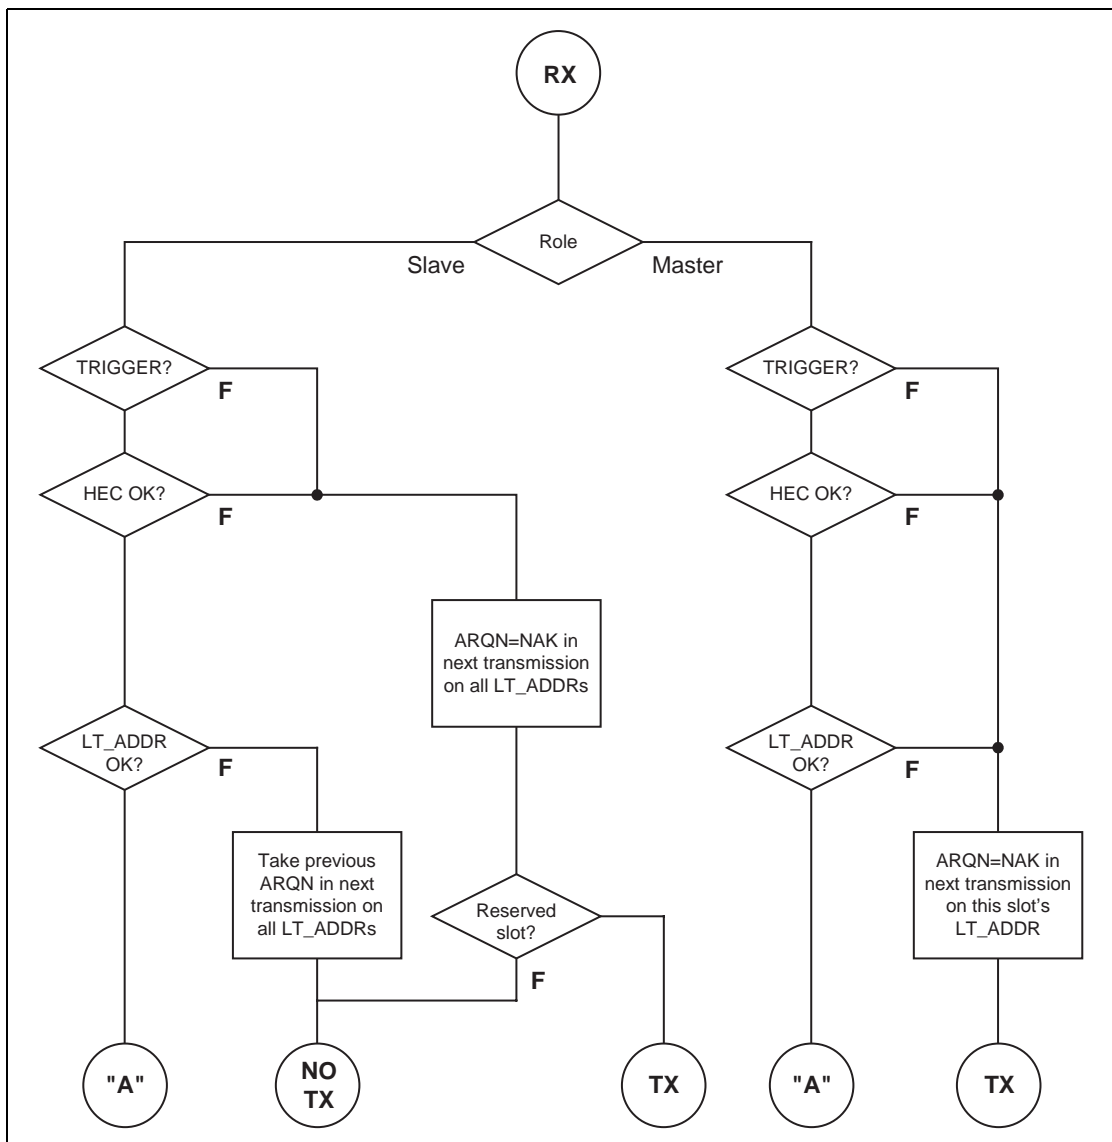 RX
Role
Slave
Master
TRIGGER?
F
TRIGGER?
F
HEC OK?
F
HEC OK?
F
ARQN=NAK in
next transmission
on all LT_ADDRs
LT_ADDR
OK?
F
LT_ADDR
OK?
F
Take previous
ARQN in next
transmission on
all LT_ADDRs
Reserved
slot?
F
ARQN=NAK in
next transmission
on this slot's
LT_ADDR
"A"
NO
TX
TX
"A"
TX